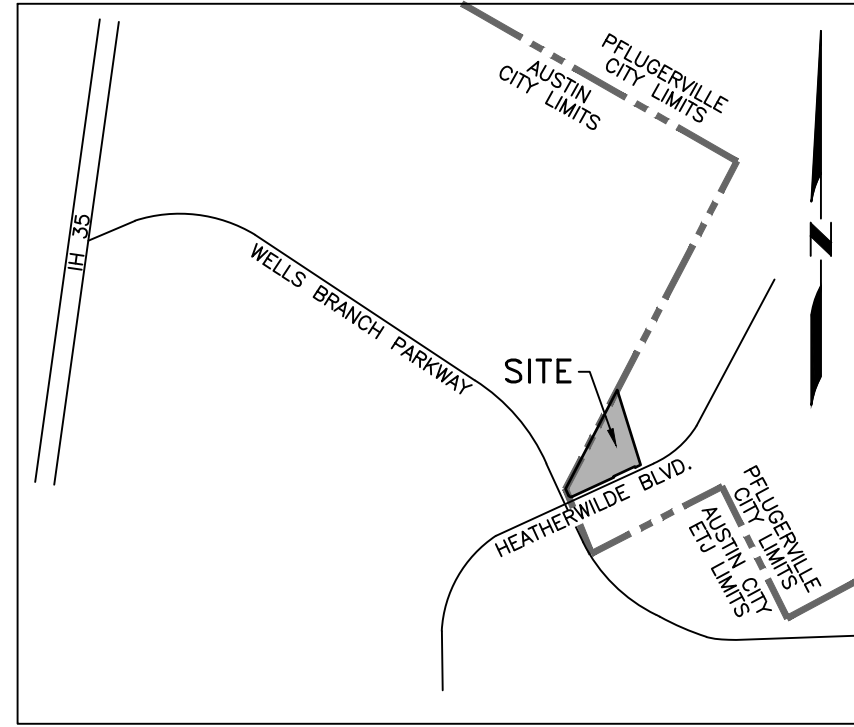 PFLUGERVILLE
CITY LIMITS
AUSTIN
CITY LIMITS
IH 35
N
WELLS BRANCH PARKWAY
SITE
HEATHERWILDE BLVD.
PFLUGERVILLE
CITY LIMITS
AUSTIN CITY
ETJ LIMITS